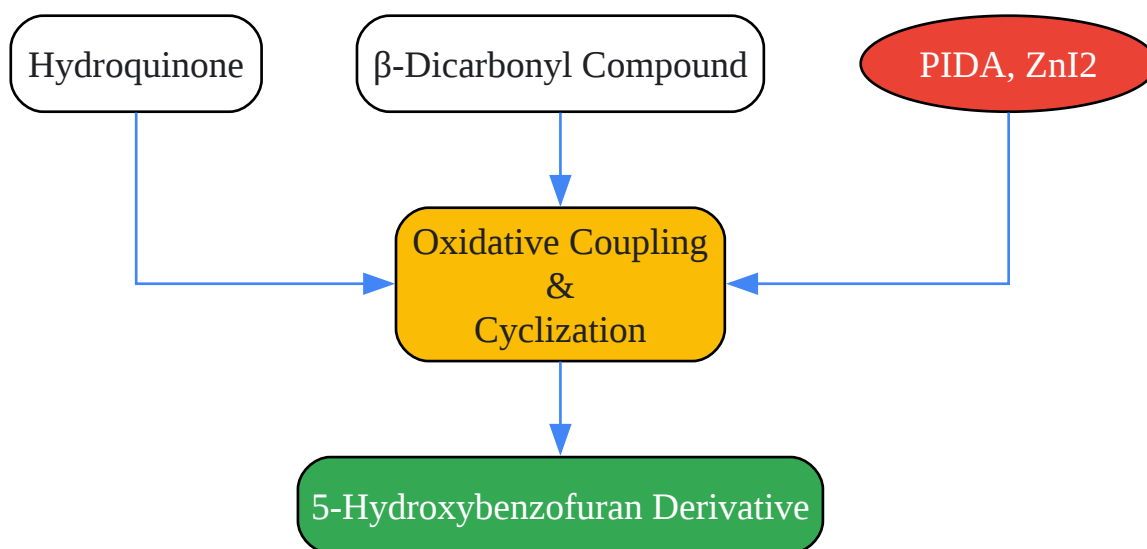 Hydroquinone
β-Dicarbonyl Compound
PIDA, ZnI2
Oxidative Coupling
&
Cyclization
5-Hydroxybenzofuran Derivative